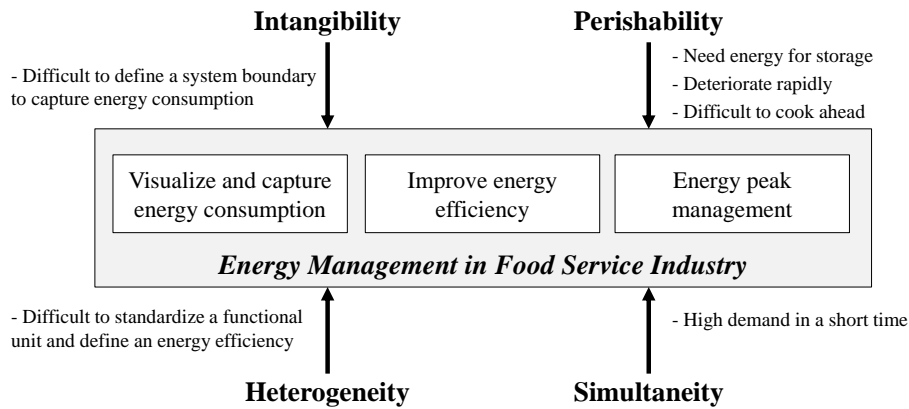 Intangibility
Perishability
- Difficult to define a system boundary
to capture energy consumption
- Need energy for storage
- Deteriorate rapidly
- Difficult to cook ahead
Visualize and capture
energy consumption
Improve energy
efficiency
Energy peak
management
Energy Management in Food Service Industry
- Difficult to standardize a functional
unit and define an energy efficiency
- High demand in a short time
Heterogeneity
Simultaneity